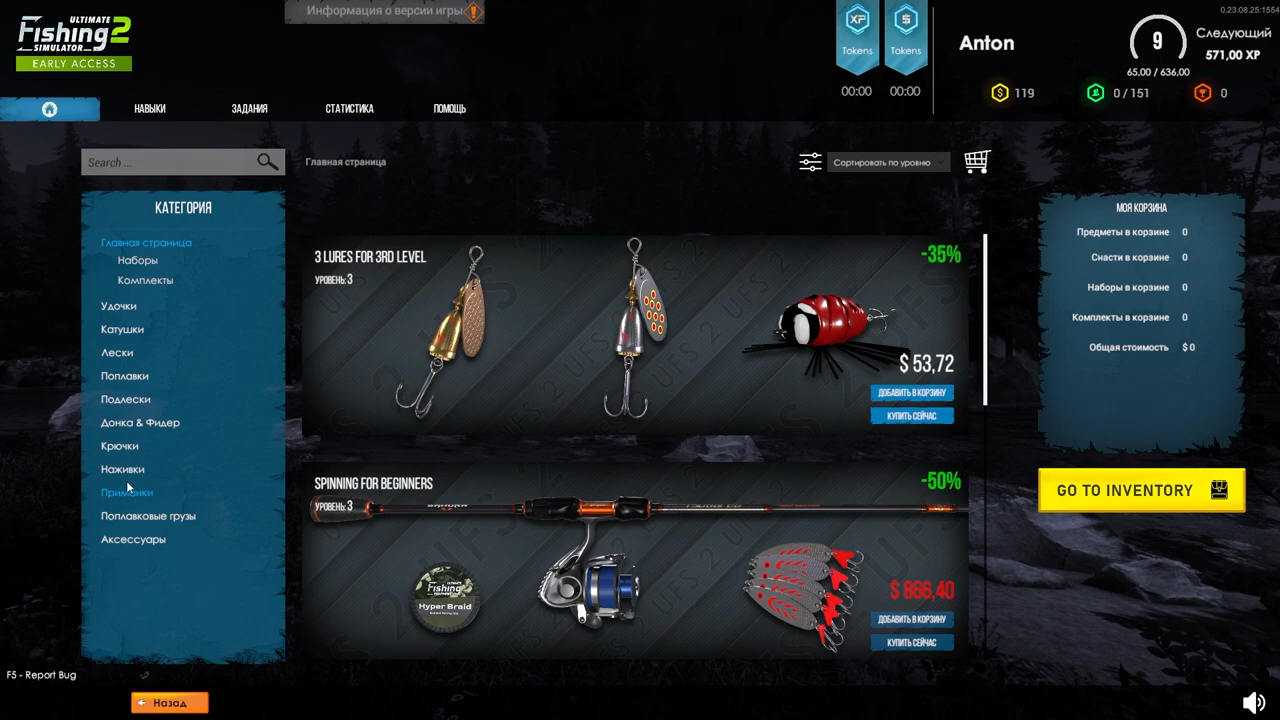 ULTIMATE
Fishing 2
SIMULATOR
EARLY ACCESS
Информация о версии игры
XP
Tokens
00:00
$
Tokens
00:00
Anton
0.23.08.25:1554
9
Следующий
571,00 XP
65,00 / 636,00
119
0 / 151
0
НАВЫКИ
ЗАДАНИЯ
СТАТИСТИКА
ПОМОЩЬ
Search ...
Главная страница
Сортировать по уровню
КАТЕГОРИЯ
Главная страница
Наборы
Комплекты
Удочки
Катушки
Лески
Поплавки
Подлески
Донка & Фидер
Крючки
Наживки
Приманки
Поплавковые грузы
Аксессуары
3 LURES FOR 3RD LEVEL
УРОВЕНЬ: 3
-35%
$ 53,72
ДОБАВИТЬ В КОРЗИНУ
КУПИТЬ СЕЙЧАС
SPINNING FOR BEGINNERS
УРОВЕНЬ: 3
-50%
Fishing
Hyper Braid
$ 866,40
ДОБАВИТЬ В КОРЗИНУ
КУПИТЬ СЕЙЧАС
МОЯ КОРЗИНА
Предметы в корзине 0
Снасти в корзине 0
Наборы в корзине 0
Комплекты в корзине 0
Общая стоимость $ 0
GO TO INVENTORY
F5 - Report Bug
Назад